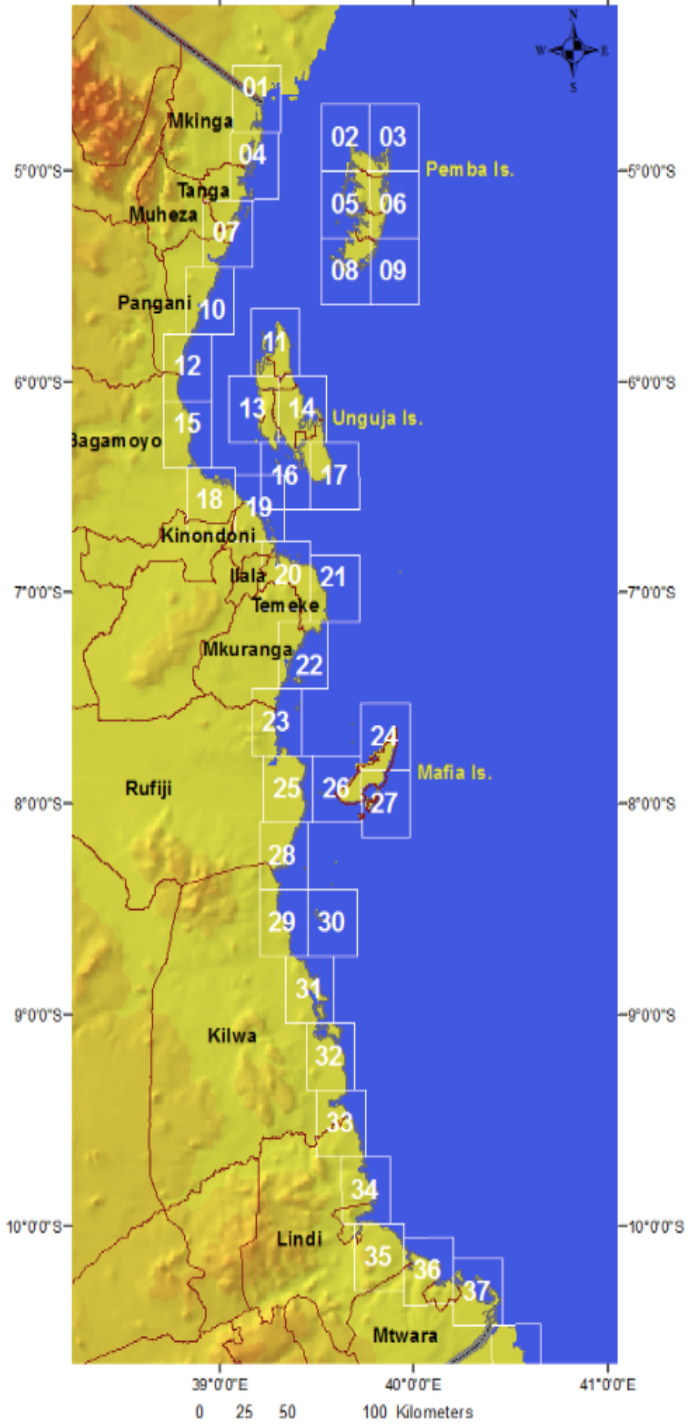 N
W E
S
01
Mkinga
02 03
04
5°0'0"S Pemba Is. 5°0'0"S
Tanga
05 06
Muheza
07
08 09
Pangani 10
11
12
6°0'0"S 6°0'0"S
13 14 Unguja Is.
15
Bagamoyo
16 17
18 19
Kinondoni
Ilala 20 21
7°0'0"S 7°0'0"S
Temeke
Mkuranga
22
23
24
Mafia Is.
Rufiji 25 26
27
8°0'0"S 8°0'0"S
28
29 30
31
9°0'0"S 9°0'0"S
Kilwa
32
33
34
10°0'0"S 10°0'0"S
Lindi
35
36
37
Mtwara
39°0'0"E 40°0'0"E 41°0'0"E
0 25 50 100 Kilometers